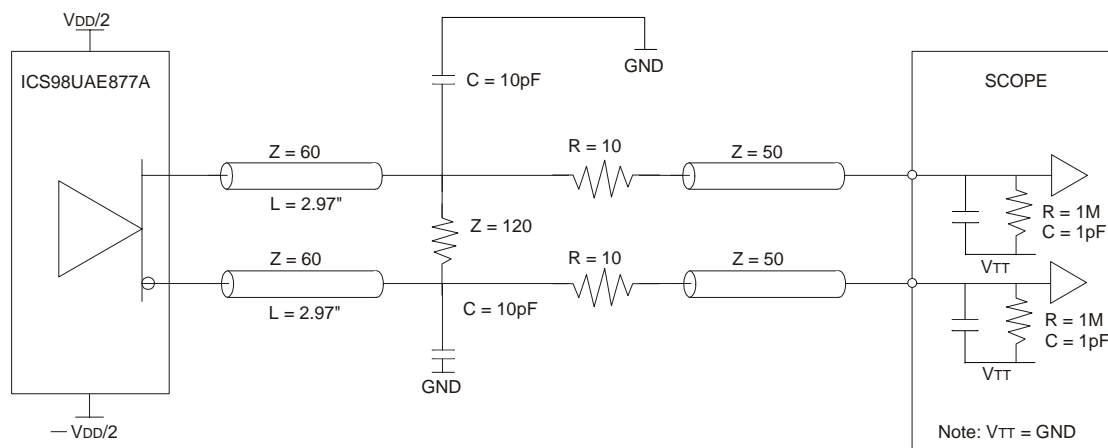 VDD/2
ICS98UAE877A
GND
SCOPE
C = 10pF
Z = 60
R = 10
Z = 50
L = 2.97"
Z = 120
R = 1M
C = 1pF
VTT
Z = 60
R = 10
Z = 50
L = 2.97"
C = 10pF
R = 1M
C = 1pF
VTT
GND
— VDD/2
Note: VTT = GND